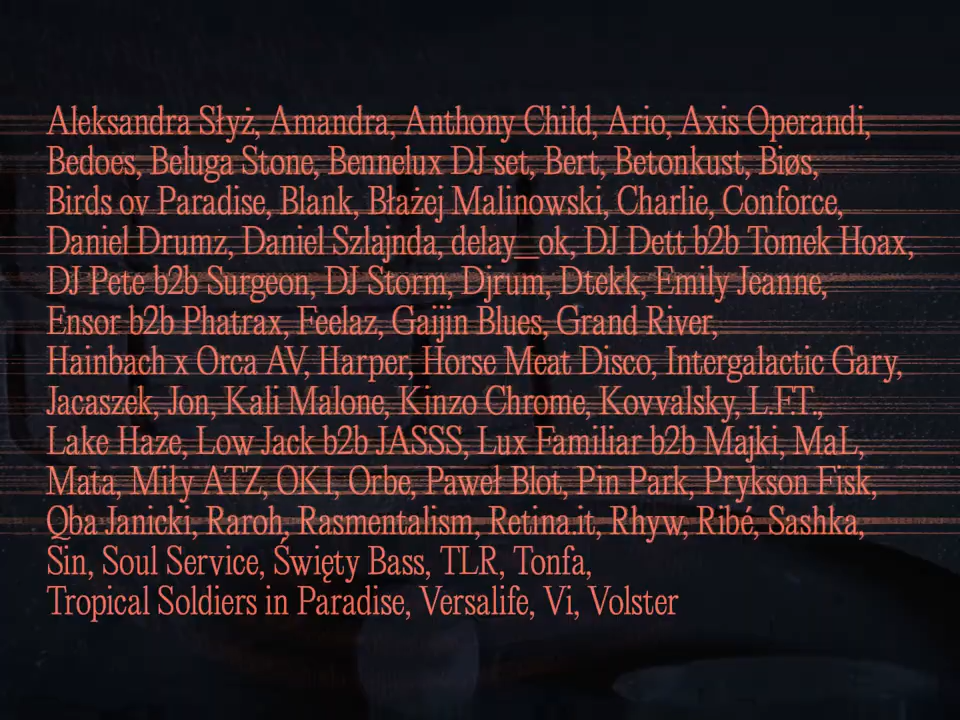 Aleksandra Słyż, Amandra, Anthony Child, Ario, Axis Operandi,
Bedoes, Beluga Stone, Bennelux DJ set, Bert, Betonkust, Biøs,
Birds ov Paradise, Blank, Błażej Malinowski, Charlie, Conforce,
Daniel Drumz, Daniel Szlajnda, delay_ok, DJ Dett b2b Tomek Hoax,
DJ Pete b2b Surgeon, DJ Storm, Djrum, Dtekk, Emily Jeanne,
Ensor b2b Phatrax, Feelaz, Gaijin Blues, Grand River,
Hainbach x Orca AV, Harper, Horse Meat Disco, Intergalactic Gary,
Jacaszek, Jon, Kali Malone, Kinzo Chrome, Kovvalsky, L.F.T.,
Lake Haze, Low Jack b2b JASSS, Lux Familiar b2b Majki, MaL,
Mata, Miły ATZ, OKI, Orbe, Paweł Blot, Pin Park, Prykson Fisk,
Qba Janicki, Raroh, Rasmentalism, Retina.it, Rhyw, Ribé, Sashka,
Sin, Soul Service, Święty Bass, TLR, Tonfa,
Tropical Soldiers in Paradise, Versalife, Vi, Volster